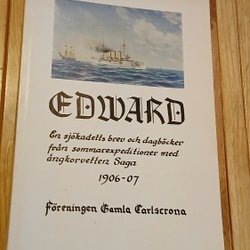 EDWARD
En sjökadetts brev och dagböcker
från sommarexpeditioner med
ångkorvetten Saga
1906-07
Föreningen Gamla Carlscrona